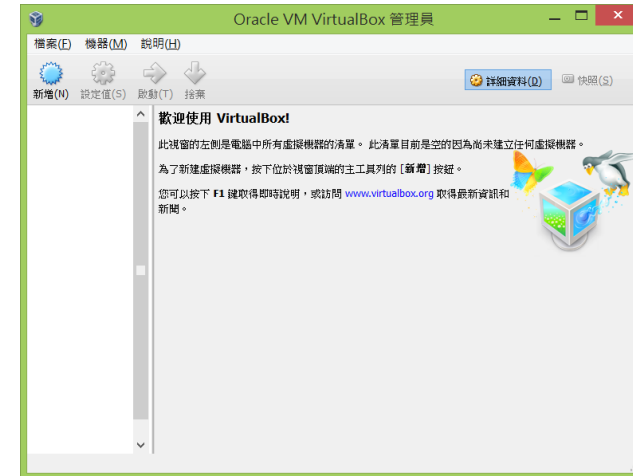 Oracle VM VirtualBox 管理員
檔案(F) 機器(M) 說明(H)
新增(N) 設定值(S) 啟動(T) 捨棄
詳細資料(D) 快照(S)
歡迎使用 VirtualBox!
此視窗的左側是電腦中所有虛擬機器的清單。 此清單目前是空的因為尚未建立任何虛擬機器。
為了新建虛擬機器，按下位於視窗頂端的主工具列的 [新增] 按鈕。
您可以按下 F1 鍵取得即時說明，或訪問 www.virtualbox.org 取得最新資訊和
新聞。